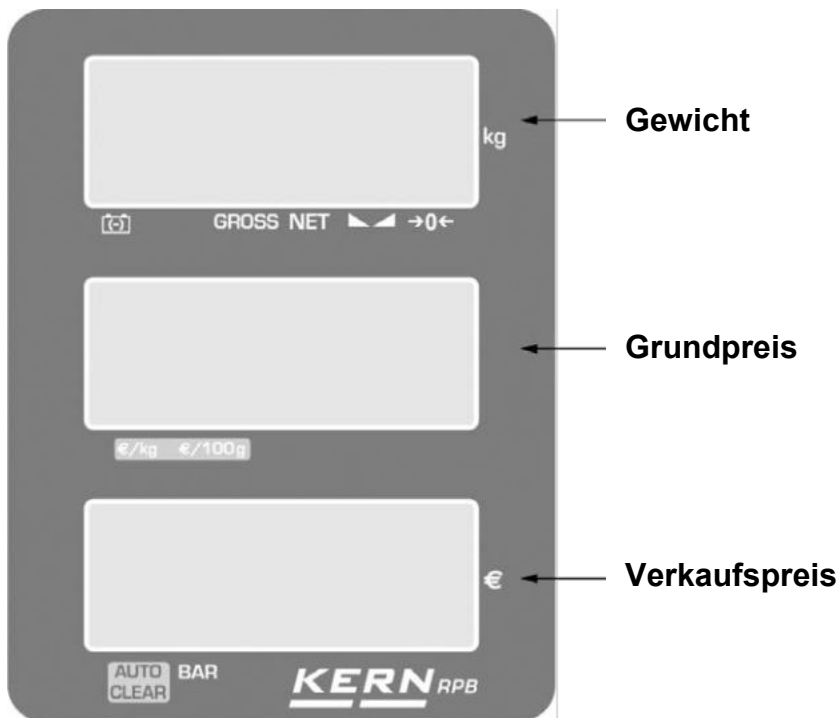 kg
Gewicht
GROSS NET →0←
Grundpreis
€/kg €/100g
€
Verkaufspreis
AUTO
CLEAR
BAR
KERN RPB